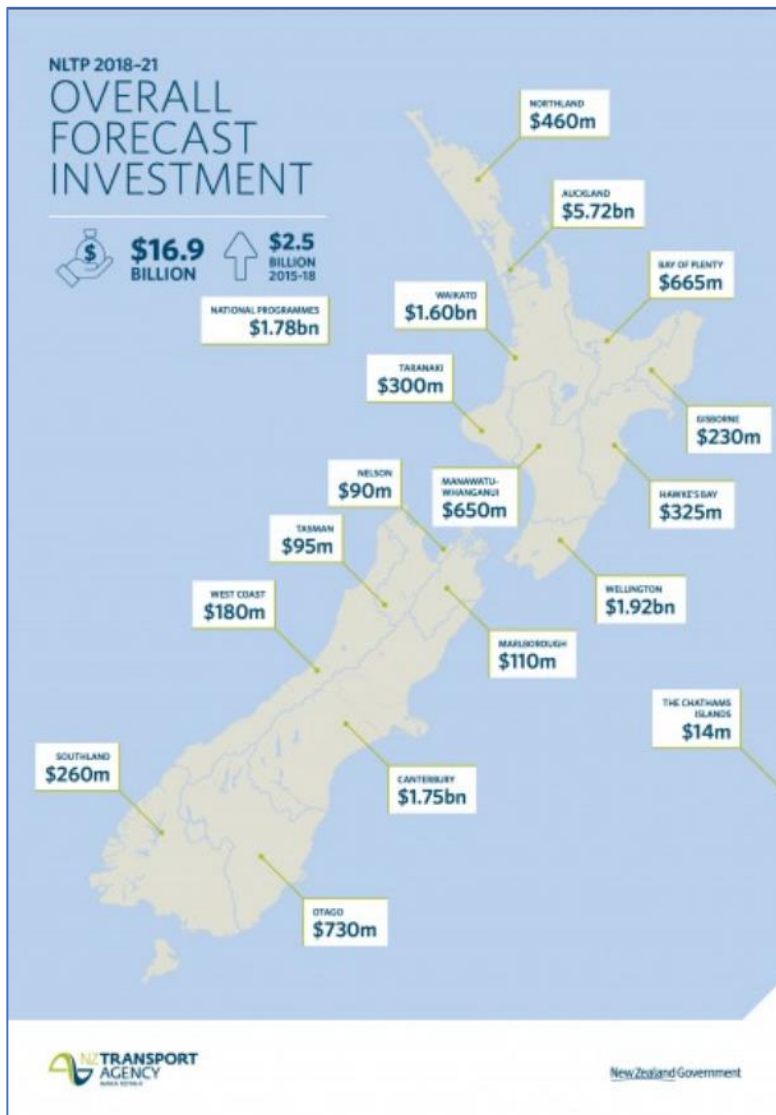 NLTP 2018–21
OVERALL
FORECAST
INVESTMENT
$
$16.9
BILLION
$2.5
BILLION
2015-18
NATIONAL PROGRAMMES
$1.78bn
NORTHLAND
$460m
AUCKLAND
$5.72bn
BAY OF PLENTY
$665m
WAIKATO
$1.60bn
TARANAKI
$300m
GISBORNE
$230m
NELSON
$90m
MANAWATU-
WHANGANUI
$650m
HAWKE'S BAY
$325m
TASMAN
$95m
WEST COAST
$180m
WELLINGTON
$1.92bn
MARLBOROUGH
$110m
THE CHATHAMS
ISLANDS
$14m
SOUTHLAND
$260m
CANTERBURY
$1.75bn
OTAGO
$730m
NZ TRANSPORT
AGENCY
WAKA KOTAHI
New Zealand Government